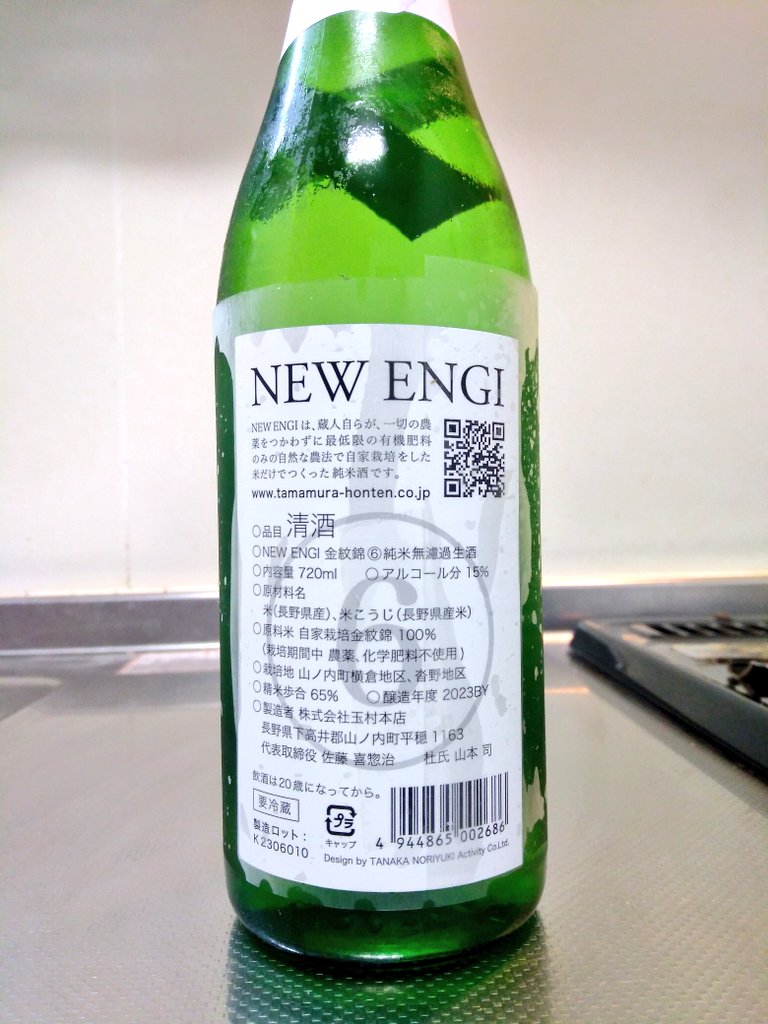 NEW ENGI
NEW ENGIは、蔵人自らが、一切の農
薬をつかわずに最低限の有機肥料
のみの自然な農法で自家栽培をした
米だけでつくった純米酒です。
www.tamamura-honten.co.jp
○品目 清酒
○NEW ENGI 金紋錦⑥純米無濾過生酒
○内容量 720ml ○アルコール分 15%
○原材料名
米(長野県産)、米こうじ(長野県産米)
○原料米 自家栽培金紋錦 100%
(栽培期間中 農薬、化学肥料不使用)
○栽培地 山ノ内町横倉地区、沓野地区
○精米歩合 65% ○醸造年度 2023BY
○製造者 株式会社玉村本店
長野県下高井郡山ノ内町平穏 1163
代表取締役 佐藤 喜惣治 杜氏 山本 司
6
飲酒は20歳になってから。
要冷蔵
製造ロット:
K2306010
プラ
キャップ
4 944865 002686
Design by TANAKA NORIYUKI Activity Co.Ltd.